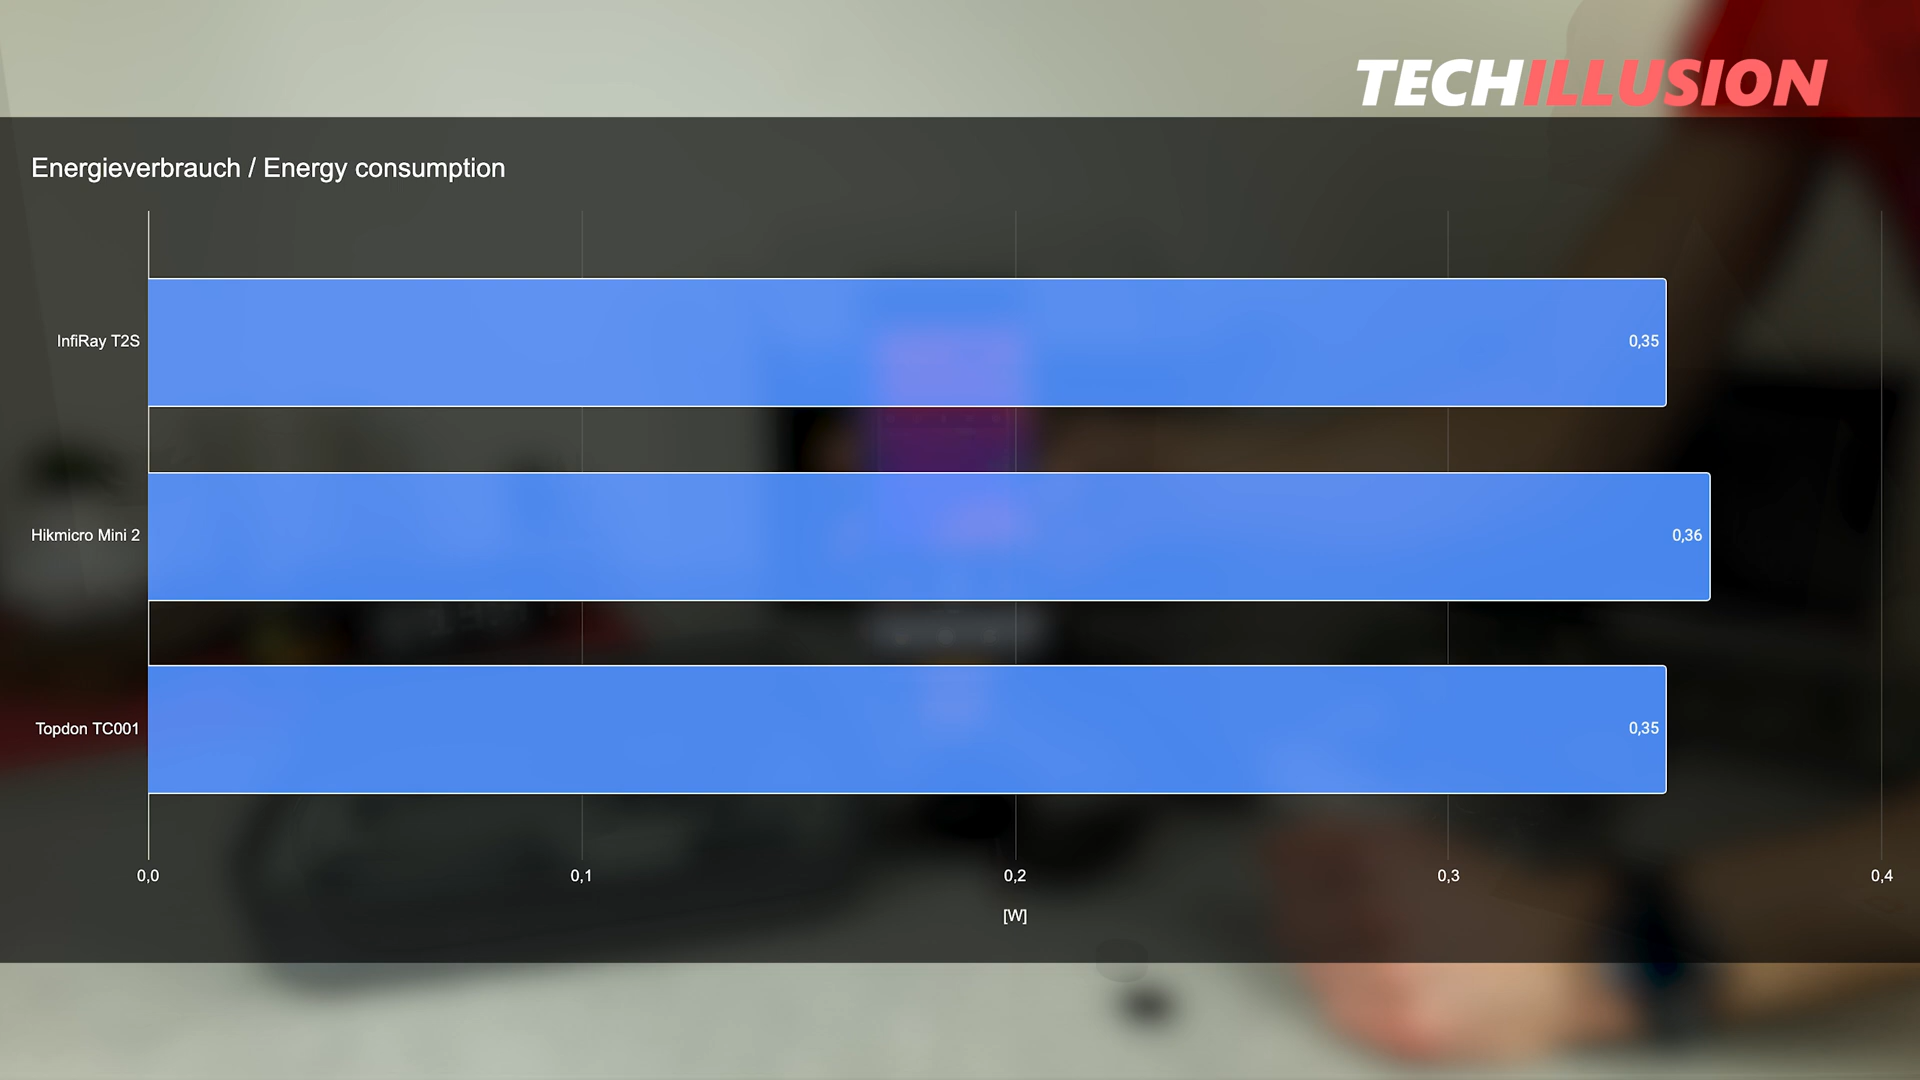 TECHILLUSION
Energieverbrauch / Energy consumption
InfiRay T2S
0,35
Hikmicro Mini 2
0,36
Topdon TC001
0,35
0,0
0,1
0,2
0,3
0,4
[W]